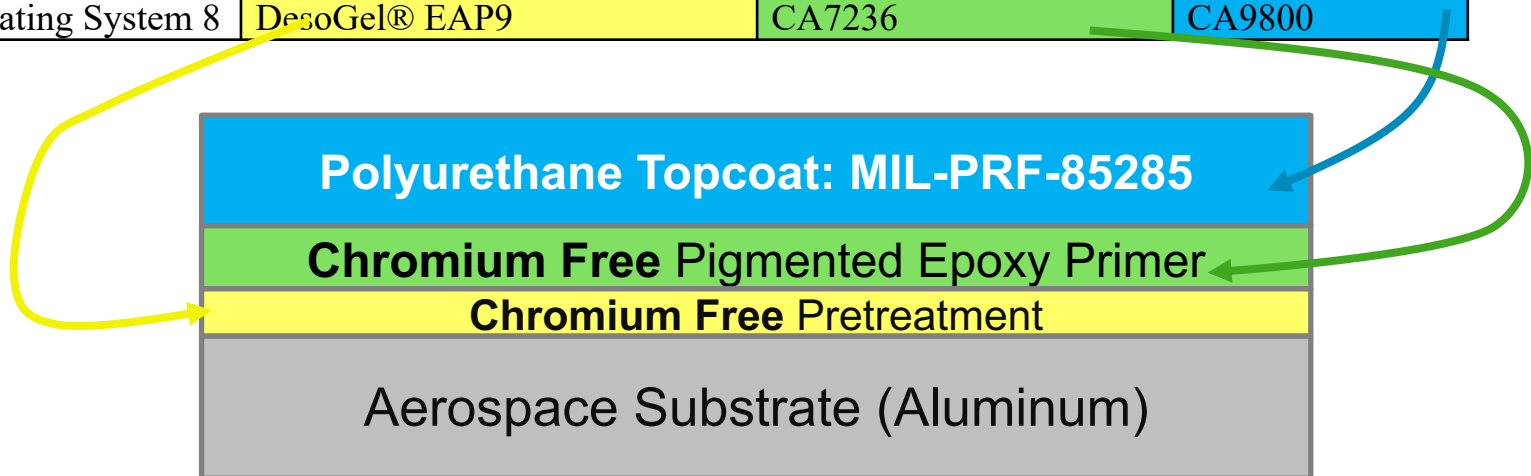 ating System 8 DesoGel® EAP9 CA7236 CA9800
Polyurethane Topcoat: MIL-PRF-85285
Chromium Free Pigmented Epoxy Primer
Chromium Free Pretreatment
Aerospace Substrate (Aluminum)